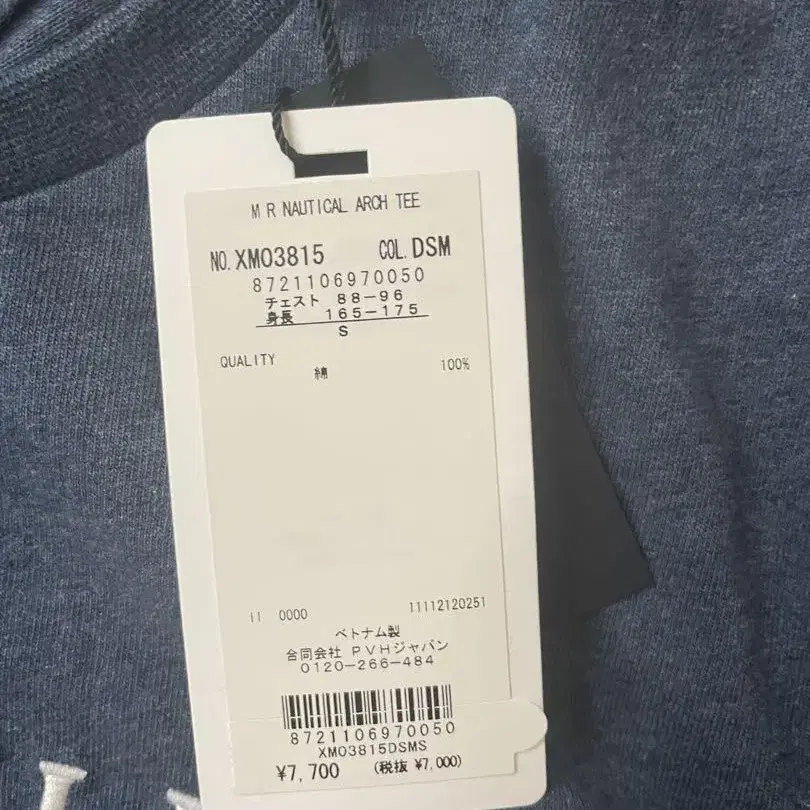 M R NAUTICAL ARCH TEE
NO. XM03815 COL. DSM
8721106970050
チェスト 88-96
身長 165-175
S
QUALITY
綿 100%
11 0000 11112120251
ベトナム製
合同会社 PVHジャパン
0120-266-484
8721106970050
XM03815DSMS
¥7,700 (税抜 ¥7,000)